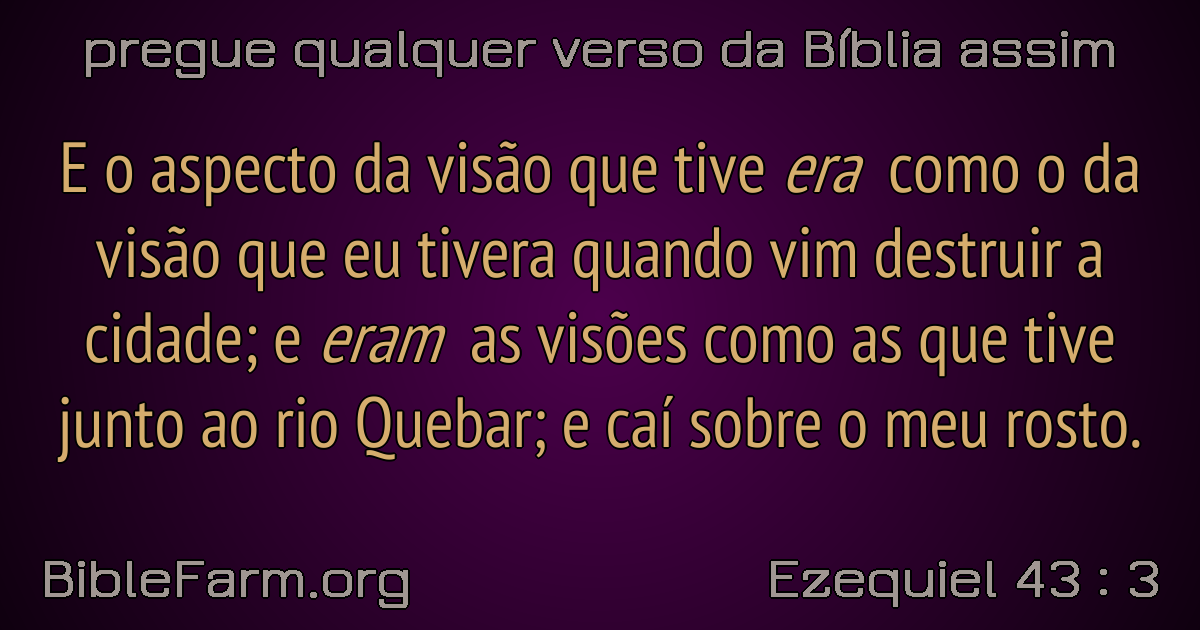 pregue qualquer verso da Bíblia assim
E o aspecto da visão que tive era como o da
visão que eu tivera quando vim destruir a
cidade; e eram as visões como as que tive
junto ao rio Quebar; e caí sobre o meu rosto.
BibleFarm.org
Ezequiel 43 : 3